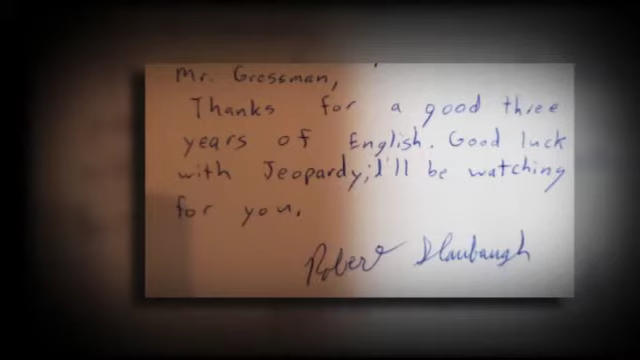 Mr. Grossman,
Thanks for a good three
years of English. Good luck
with Jeopardy; I'll be watching
for you.
Robert Slaubaugh